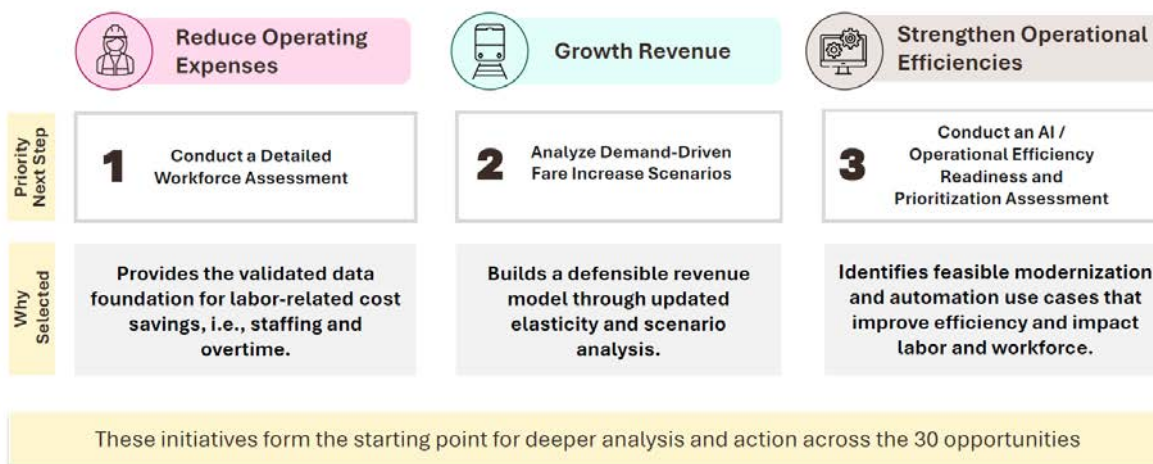 Reduce Operating
Expenses
Growth Revenue
Strengthen Operational
Efficiencies
Priority
Next Step
1
Conduct a Detailed
Workforce Assessment
2
Analyze Demand-Driven
Fare Increase Scenarios
3
Conduct an AI /
Operational Efficiency
Readiness and
Prioritization Assessment
Why
Selected
Provides the validated data
foundation for labor-related cost
savings, i.e., staffing and
overtime.
Builds a defensible revenue
model through updated
elasticity and scenario
analysis.
Identifies feasible modernization
and automation use cases that
improve efficiency and impact
labor and workforce.
These initiatives form the starting point for deeper analysis and action across the 30 opportunities